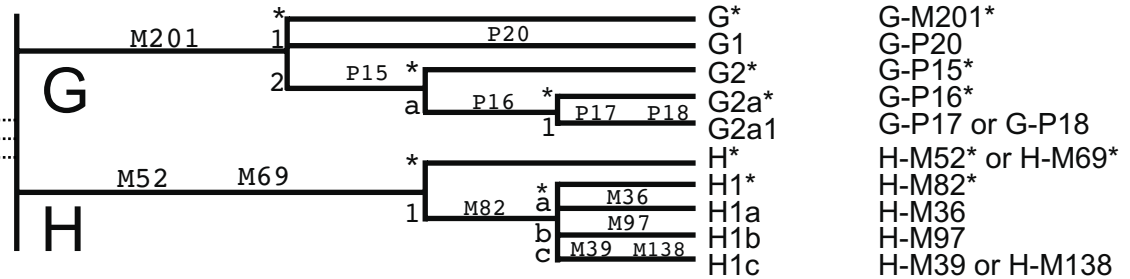 * G* G-M201*
M201 1 P20 G1 G-P20
G 2 P15 * G2* G-P15*
a P16 * G2a* G-P16*
1 P17 P18 G2a1 G-P17 or G-P18
* H* H-M52* or H-M69*
M52 M69 * H1* H-M82*
1 M82 a M36 H1a H-M36
H b M97 H1b H-M97
c M39 M138 H1c H-M39 or H-M138